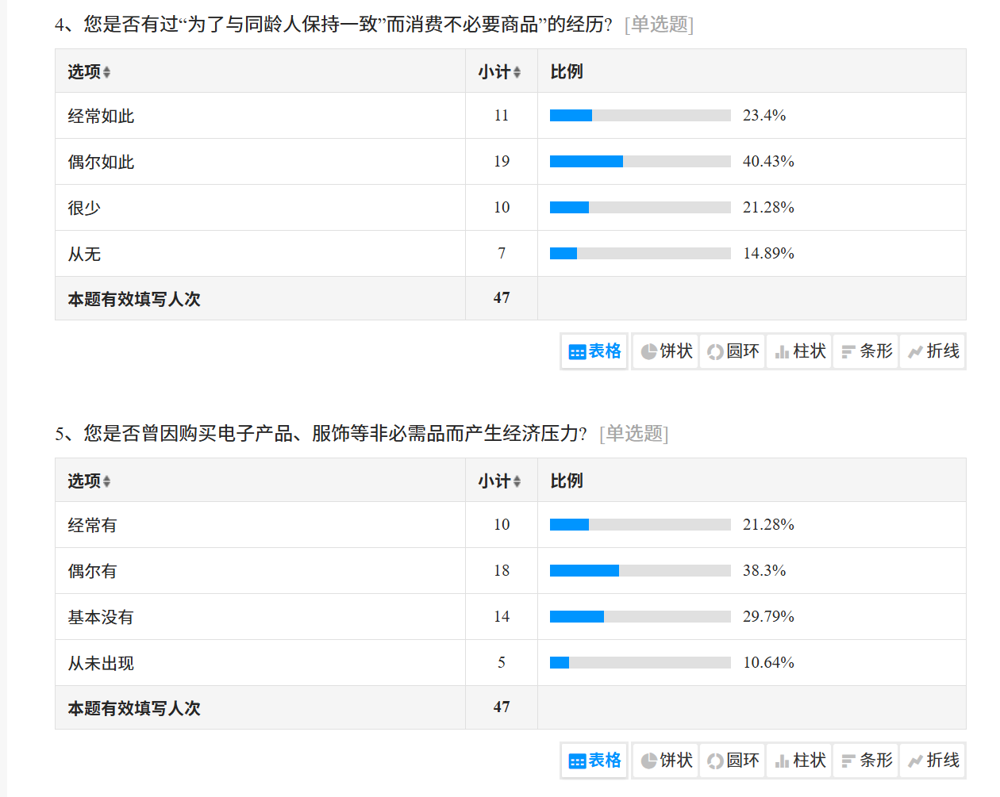 4、您是否有过“为了与同龄人保持一致”而消费不必要商品”的经历? [单选题]
选项 小计 比例
经常如此 11 23.4%
偶尔如此 19 40.43%
很少 10 21.28%
从无 7 14.89%
本题有效填写人次 47
表格 饼状 圆环 柱状 条形 折线
5、您是否曾因购买电子产品、服饰等非必需品而产生经济压力? [单选题]
选项 小计 比例
经常有 10 21.28%
偶尔有 18 38.3%
基本没有 14 29.79%
从未出现 5 10.64%
本题有效填写人次 47
表格 饼状 圆环 柱状 条形 折线